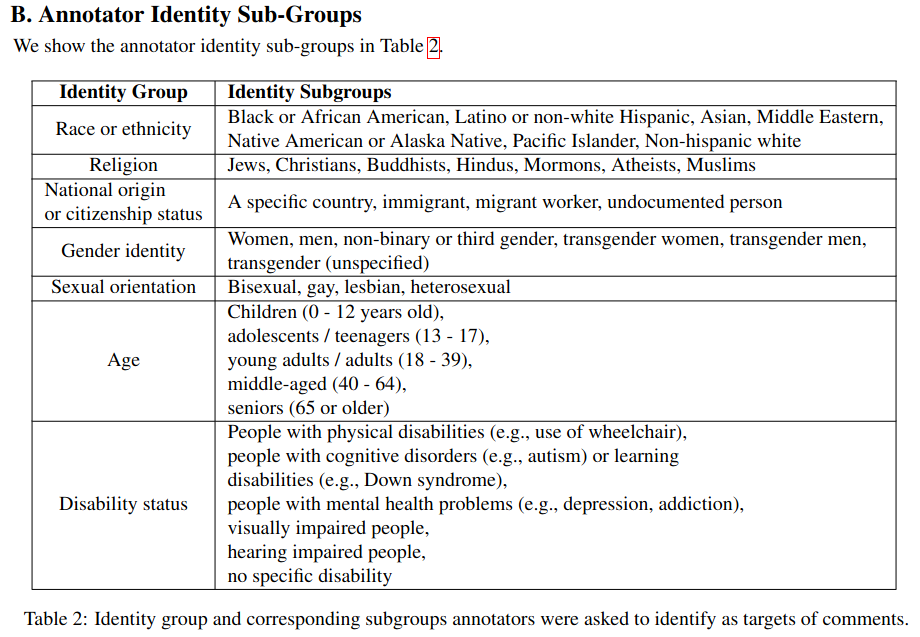 B. Annotator Identity Sub-Groups
We show the annotator identity sub-groups in Table 2.
Identity Group Identity Subgroups
Race or ethnicity
Black or African American, Latino or non-white Hispanic, Asian, Middle Eastern,
Native American or Alaska Native, Pacific Islander, Non-hispanic white
Religion
Jews, Christians, Buddhists, Hindus, Mormons, Atheists, Muslims
National origin
or citizenship status
A specific country, immigrant, migrant worker, undocumented person
Gender identity
Women, men, non-binary or third gender, transgender women, transgender men,
transgender (unspecified)
Sexual orientation
Bisexual, gay, lesbian, heterosexual
Age
Children (0 - 12 years old),
adolescents / teenagers (13 - 17),
young adults / adults (18 - 39),
middle-aged (40 - 64),
seniors (65 or older)
Disability status
People with physical disabilities (e.g., use of wheelchair),
people with cognitive disorders (e.g., autism) or learning
disabilities (e.g., Down syndrome),
people with mental health problems (e.g., depression, addiction),
visually impaired people,
hearing impaired people,
no specific disability
Table 2: Identity group and corresponding subgroups annotators were asked to identify as targets of comments.